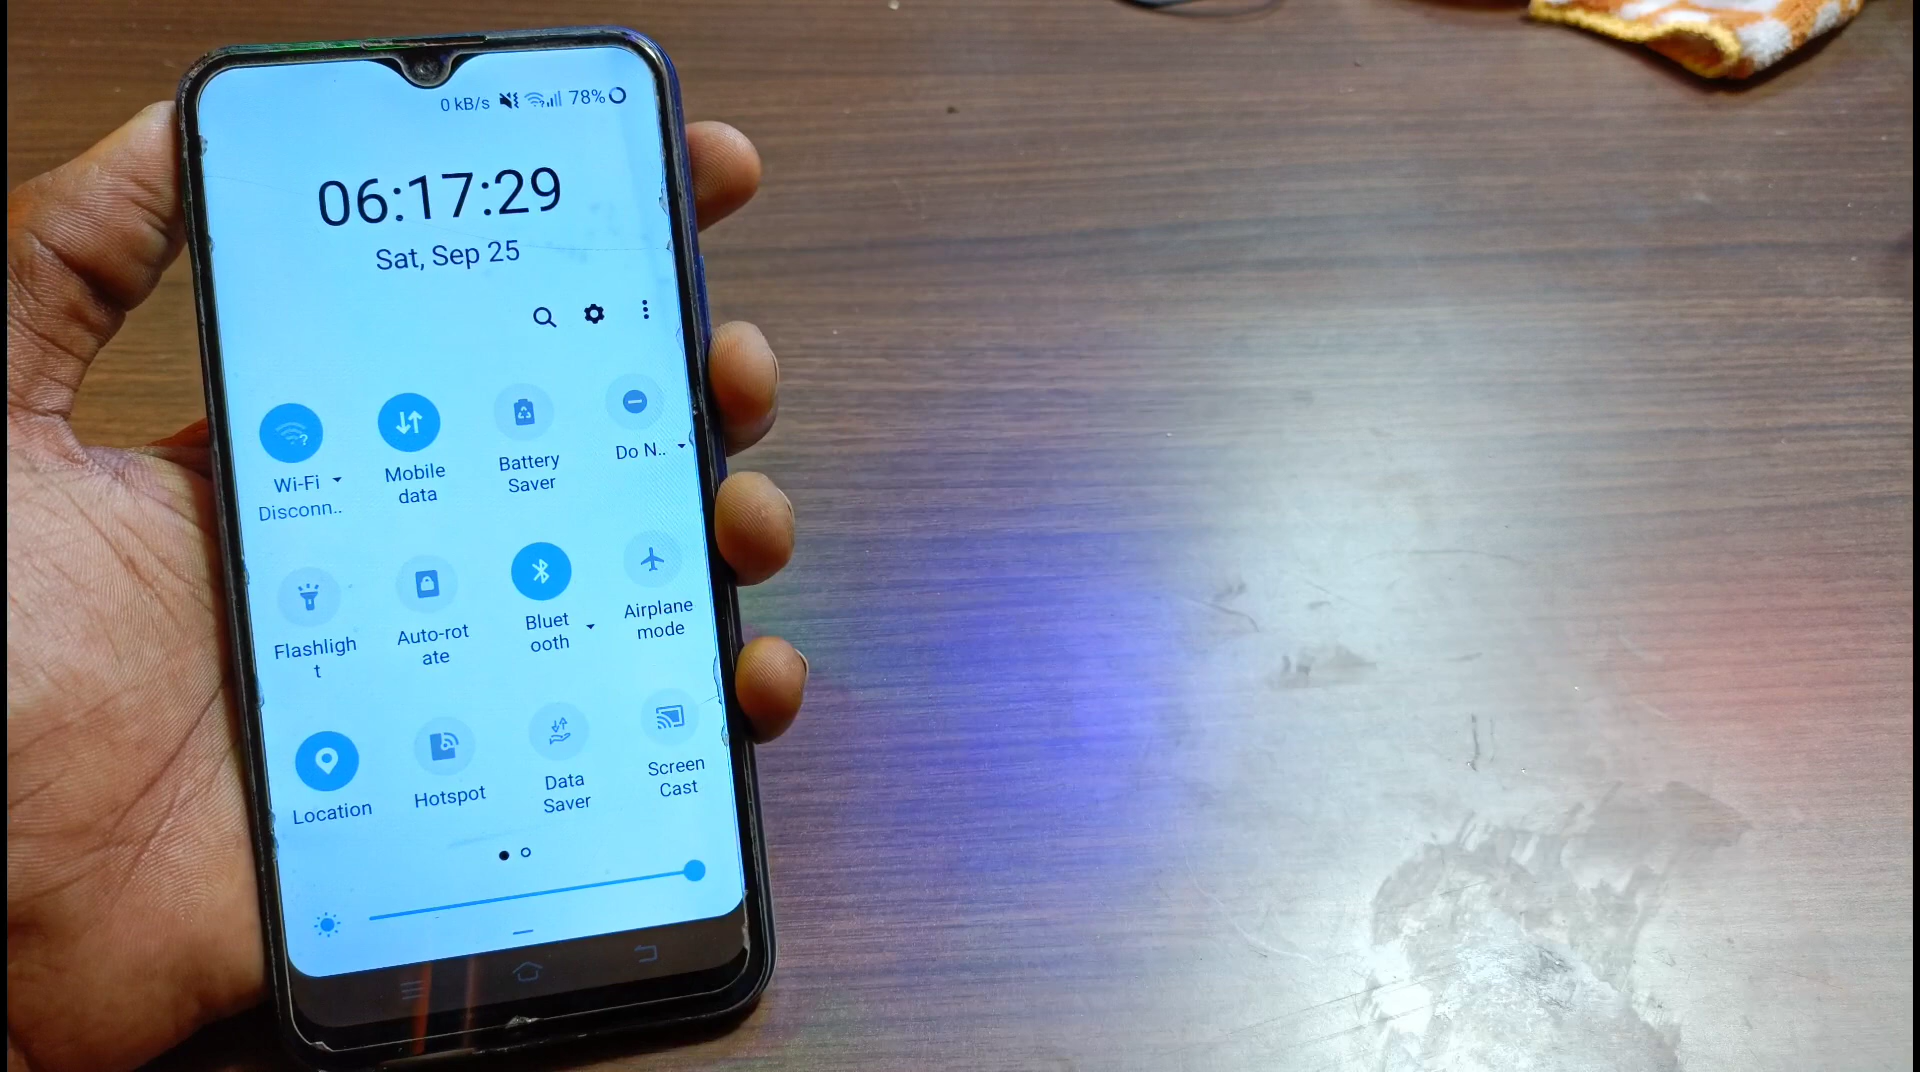 0 kB/s 78%
06:17:29
Sat, Sep 25
Wi-Fi
Disconn..
Mobile
data
Battery
Saver
Do N..
Flashligh
t
Auto-rot
ate
Bluet
ooth
Airplane
mode
Location
Hotspot
Data
Saver
Screen
Cast